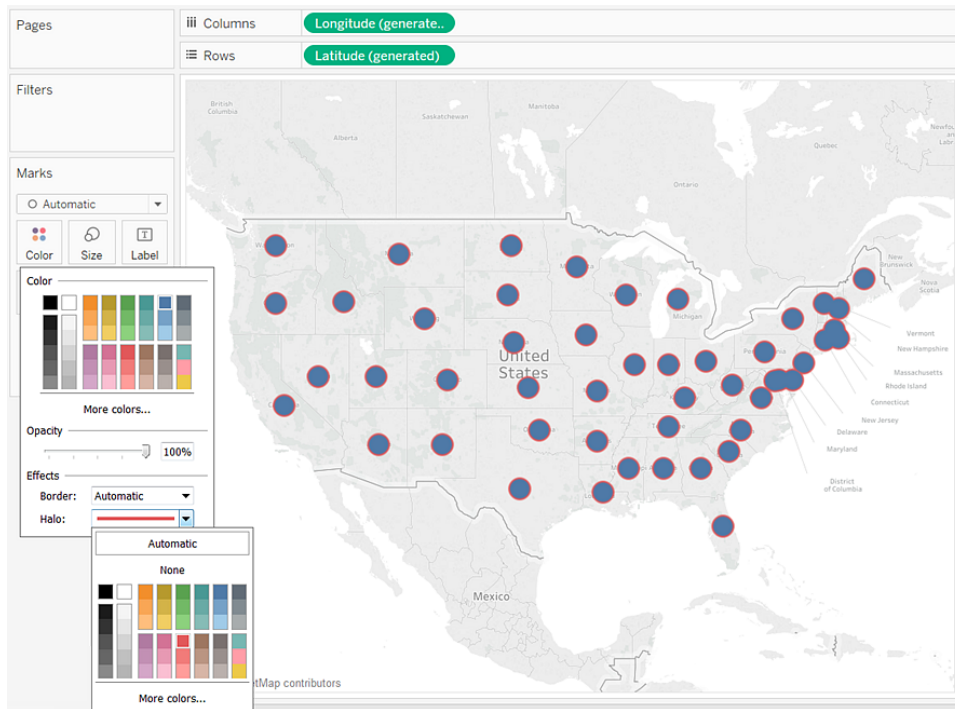 Pages
iii Columns
Longitude (generate..
Rows
Latitude (generated)
Filters
Marks
Automatic
Color
Size
T
Label
Color
More colors...
Opacity
100%
Effects
Border:
Automatic
Halo:
Automatic
None
More colors...
British
Columbia
Alberta
Saskatchewan
Manitoba
Ontario
Quebec
New
Brunswick
Nova
Scotia
Michigan
United
States
Vermont
New Hampshire
Massachusetts
Rhode Island
Connecticut
New Jersey
Delaware
Maryland
District
of Columbia
Mexico
etMap contributors